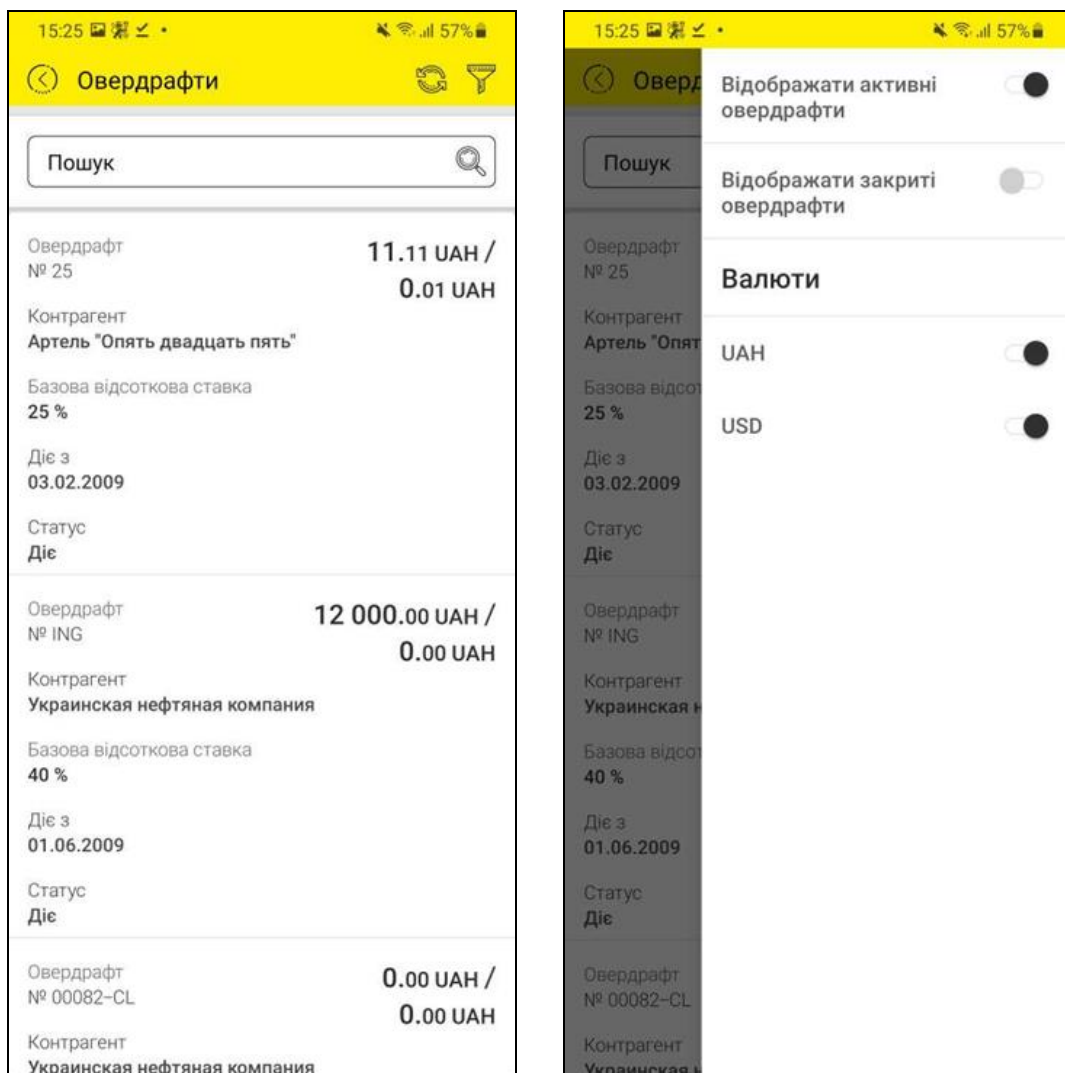 15:25
57%
Овердрафти
Пошук
Овердрафт
№ 25
11.11 UAH /
0.01 UAH
Контрагент
Артель "Опять двадцать пять"
Базова відсоткова ставка
25 %
Діє з
03.02.2009
Статус
Діє
Овердрафт
№ ING
12 000.00 UAH /
0.00 UAH
Контрагент
Украинская нефтяная компания
Базова відсоткова ставка
40 %
Діє з
01.06.2009
Статус
Діє
Овердрафт
№ 00082-CL
0.00 UAH /
0.00 UAH
Контрагент
Украинская нефтяная компания
15:25
57%
Оверд
Пошук
Овердрафт
№ 25
Контрагент
Артель "Опят
Базова відсот
25 %
Діє з
03.02.2009
Статус
Діє
Овердрафт
№ ING
Контрагент
Украинская н
Базова відсот
40 %
Діє з
01.06.2009
Статус
Діє
Овердрафт
№ 00082-CL
Контрагент
Украинская н
Відображати активні
овердрафти
Відображати закриті
овердрафти
Валюти
UAH
USD